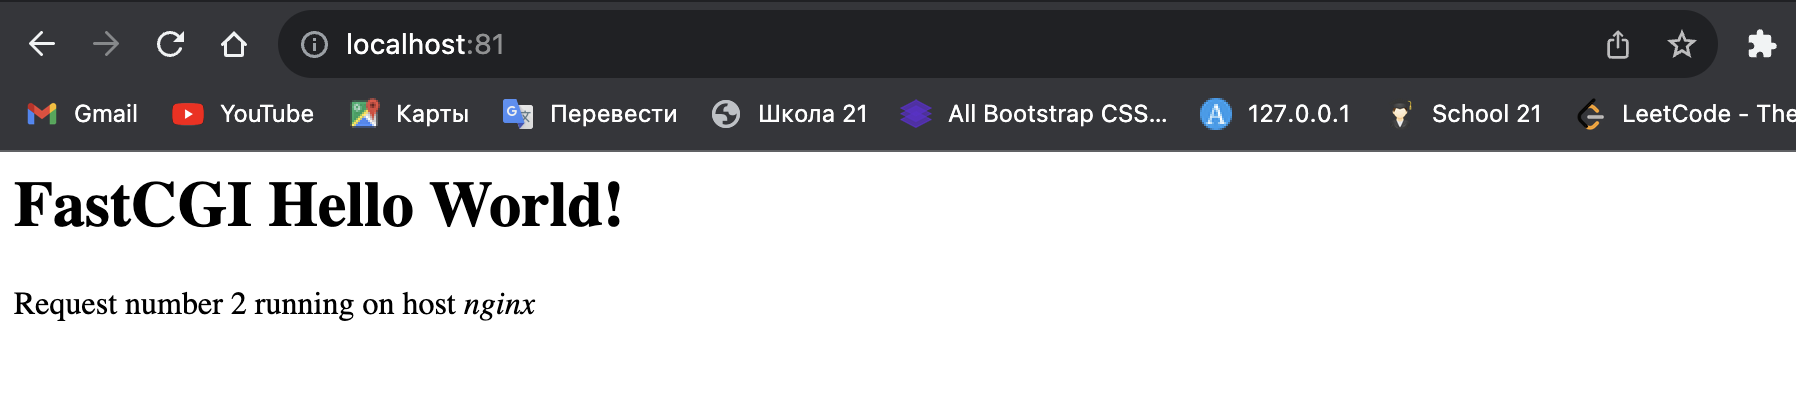 localhost:81
Gmail YouTube Карты Перевести Школа 21 All Bootstrap CSS... 127.0.0.1 School 21 LeetCode - The
FastCGI Hello World!
Request number 2 running on host nginx